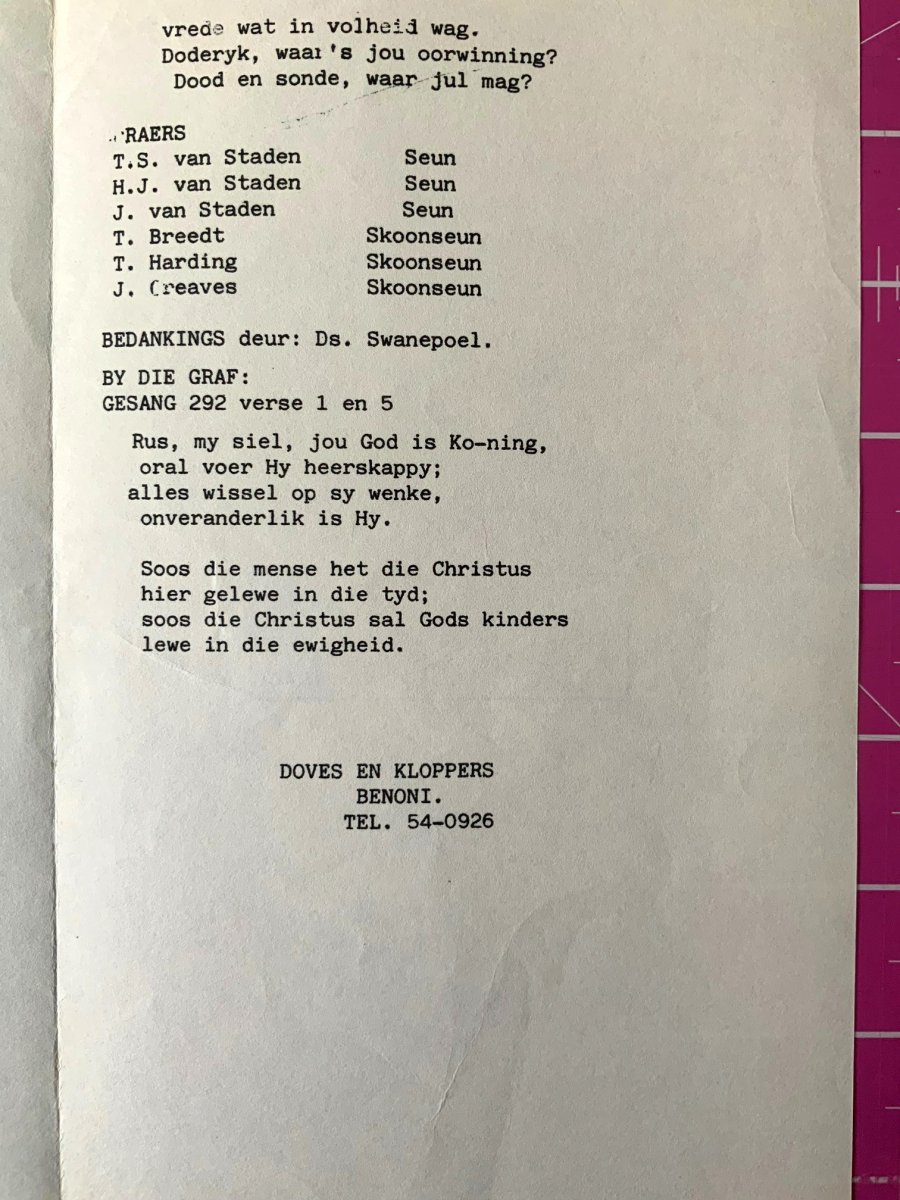 vrede wat in volheid wag.
Doderyk, waar's jou oorwinning?
Dood en sonde, waar jul mag?
DRAERS
T.S. van Staden Seun
H.J. van Staden Seun
J. van Staden Seun
T. Breedt Skoonseun
T. Harding Skoonseun
J. Greaves Skoonseun
BEDANKINGS deur: Ds. Swanepoel.
BY DIE GRAF:
GESANG 292 verse 1 en 5
Rus, my siel, jou God is Ko-ning,
oral voer Hy heerskappy;
alles wissel op sy wenke,
onveranderlik is Hy.
Soos die mense het die Christus
hier gelewe in die tyd;
soos die Christus sal Gods kinders
lewe in die ewigheid.
DOVES EN KLOPPERS
BENONI.
TEL. 54-0926